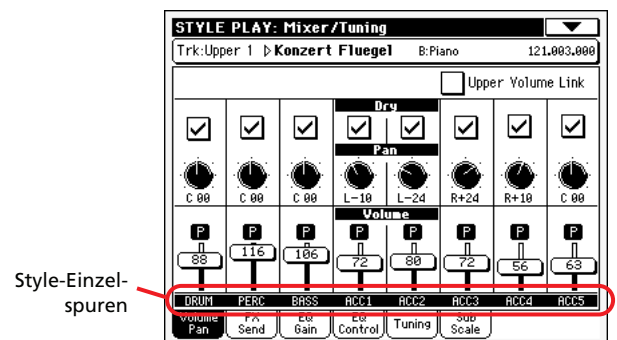 STYLE PLAY: Mixer/Tuning
Trk:Upper 1 ▷Konzert Fluegel B:Piano 121.003.000
Upper Volume Link
Dry
Pan
C 00 C 00 C 00 L-10 L-24 R+24 R+10 C 00
Volume
P P P P P P P P
88 116 106 72 80 72 56 63
Style-Einzel-
spuren
DRUM PERC BASS ACC1 ACC2 ACC3 ACC4 ACC5
Volume FX EQ EQ Tuning Sub
Pan Send Gain Control Scale